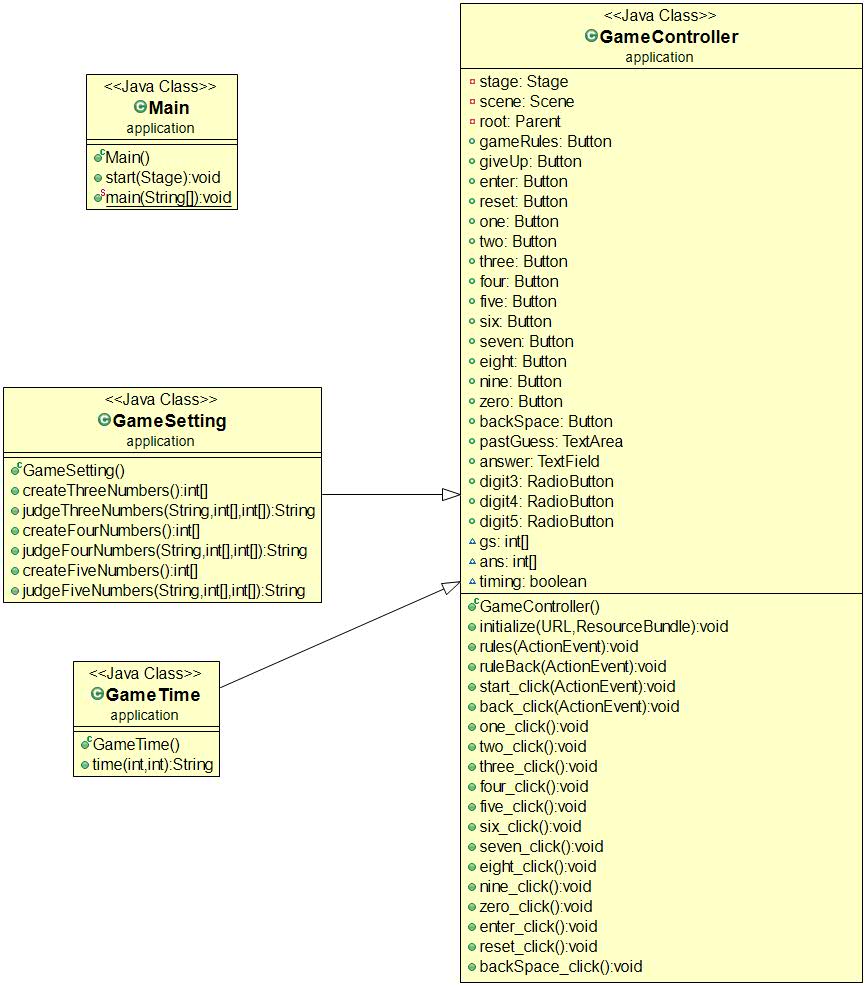 <<Java Class>>
Main
application
Main()
start(Stage):void
main(String[]):void
<<Java Class>>
GameSetting
application
GameSetting()
createThreeNumbers():int[]
judgeThreeNumbers(String,int[],int[]):String
createFourNumbers():int[]
judgeFourNumbers(String,int[],int[]):String
createFiveNumbers():int[]
judgeFiveNumbers(String,int[],int[]):String
<<Java Class>>
GameTime
application
GameTime()
time(int,int):String
<<Java Class>>
GameController
application
stage: Stage
scene: Scene
root: Parent
gameRules: Button
giveUp: Button
enter: Button
reset: Button
one: Button
two: Button
three: Button
four: Button
five: Button
six: Button
seven: Button
eight: Button
nine: Button
zero: Button
backSpace: Button
pastGuess: TextArea
answer: TextField
digit3: RadioButton
digit4: RadioButton
digit5: RadioButton
gs: int[]
ans: int[]
timing: boolean
GameController()
initialize(URL,ResourceBundle):void
rules(ActionEvent):void
ruleBack(ActionEvent):void
start_click(ActionEvent):void
back_click(ActionEvent):void
one_click():void
two_click():void
three_click():void
four_click():void
five_click():void
six_click():void
seven_click():void
eight_click():void
nine_click():void
zero_click():void
enter_click():void
reset_click():void
backSpace_click():void